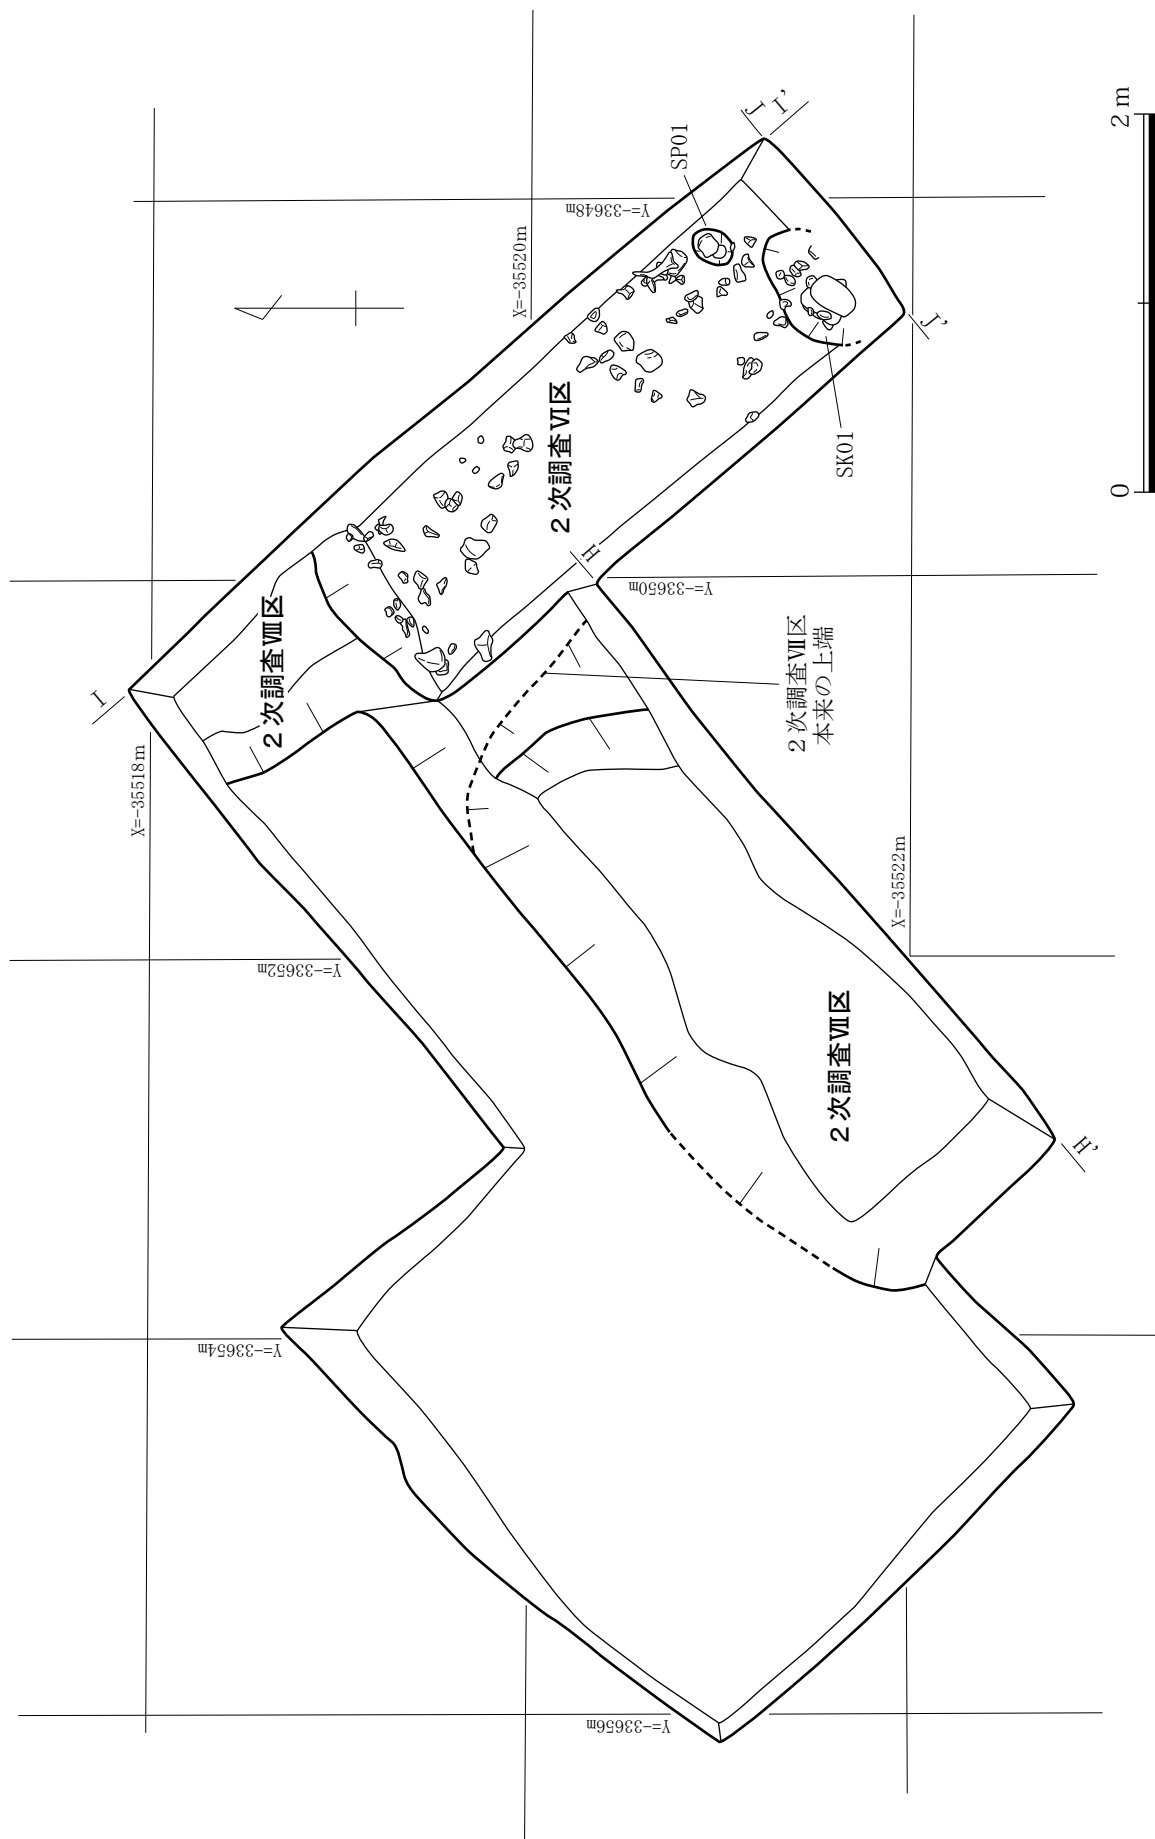 2m
0
J
I’
SP01
Y=-33648m
X=-35520m
J’
2次調査Ⅵ区
SK01
H
Y=-33650m
2次調査Ⅷ区
I
2次調査Ⅶ区
本来の上端
X=-35518m
X=-35522m
Y=-33652m
2次調査Ⅶ区
H’
Y=-33654m
Y=-33656m